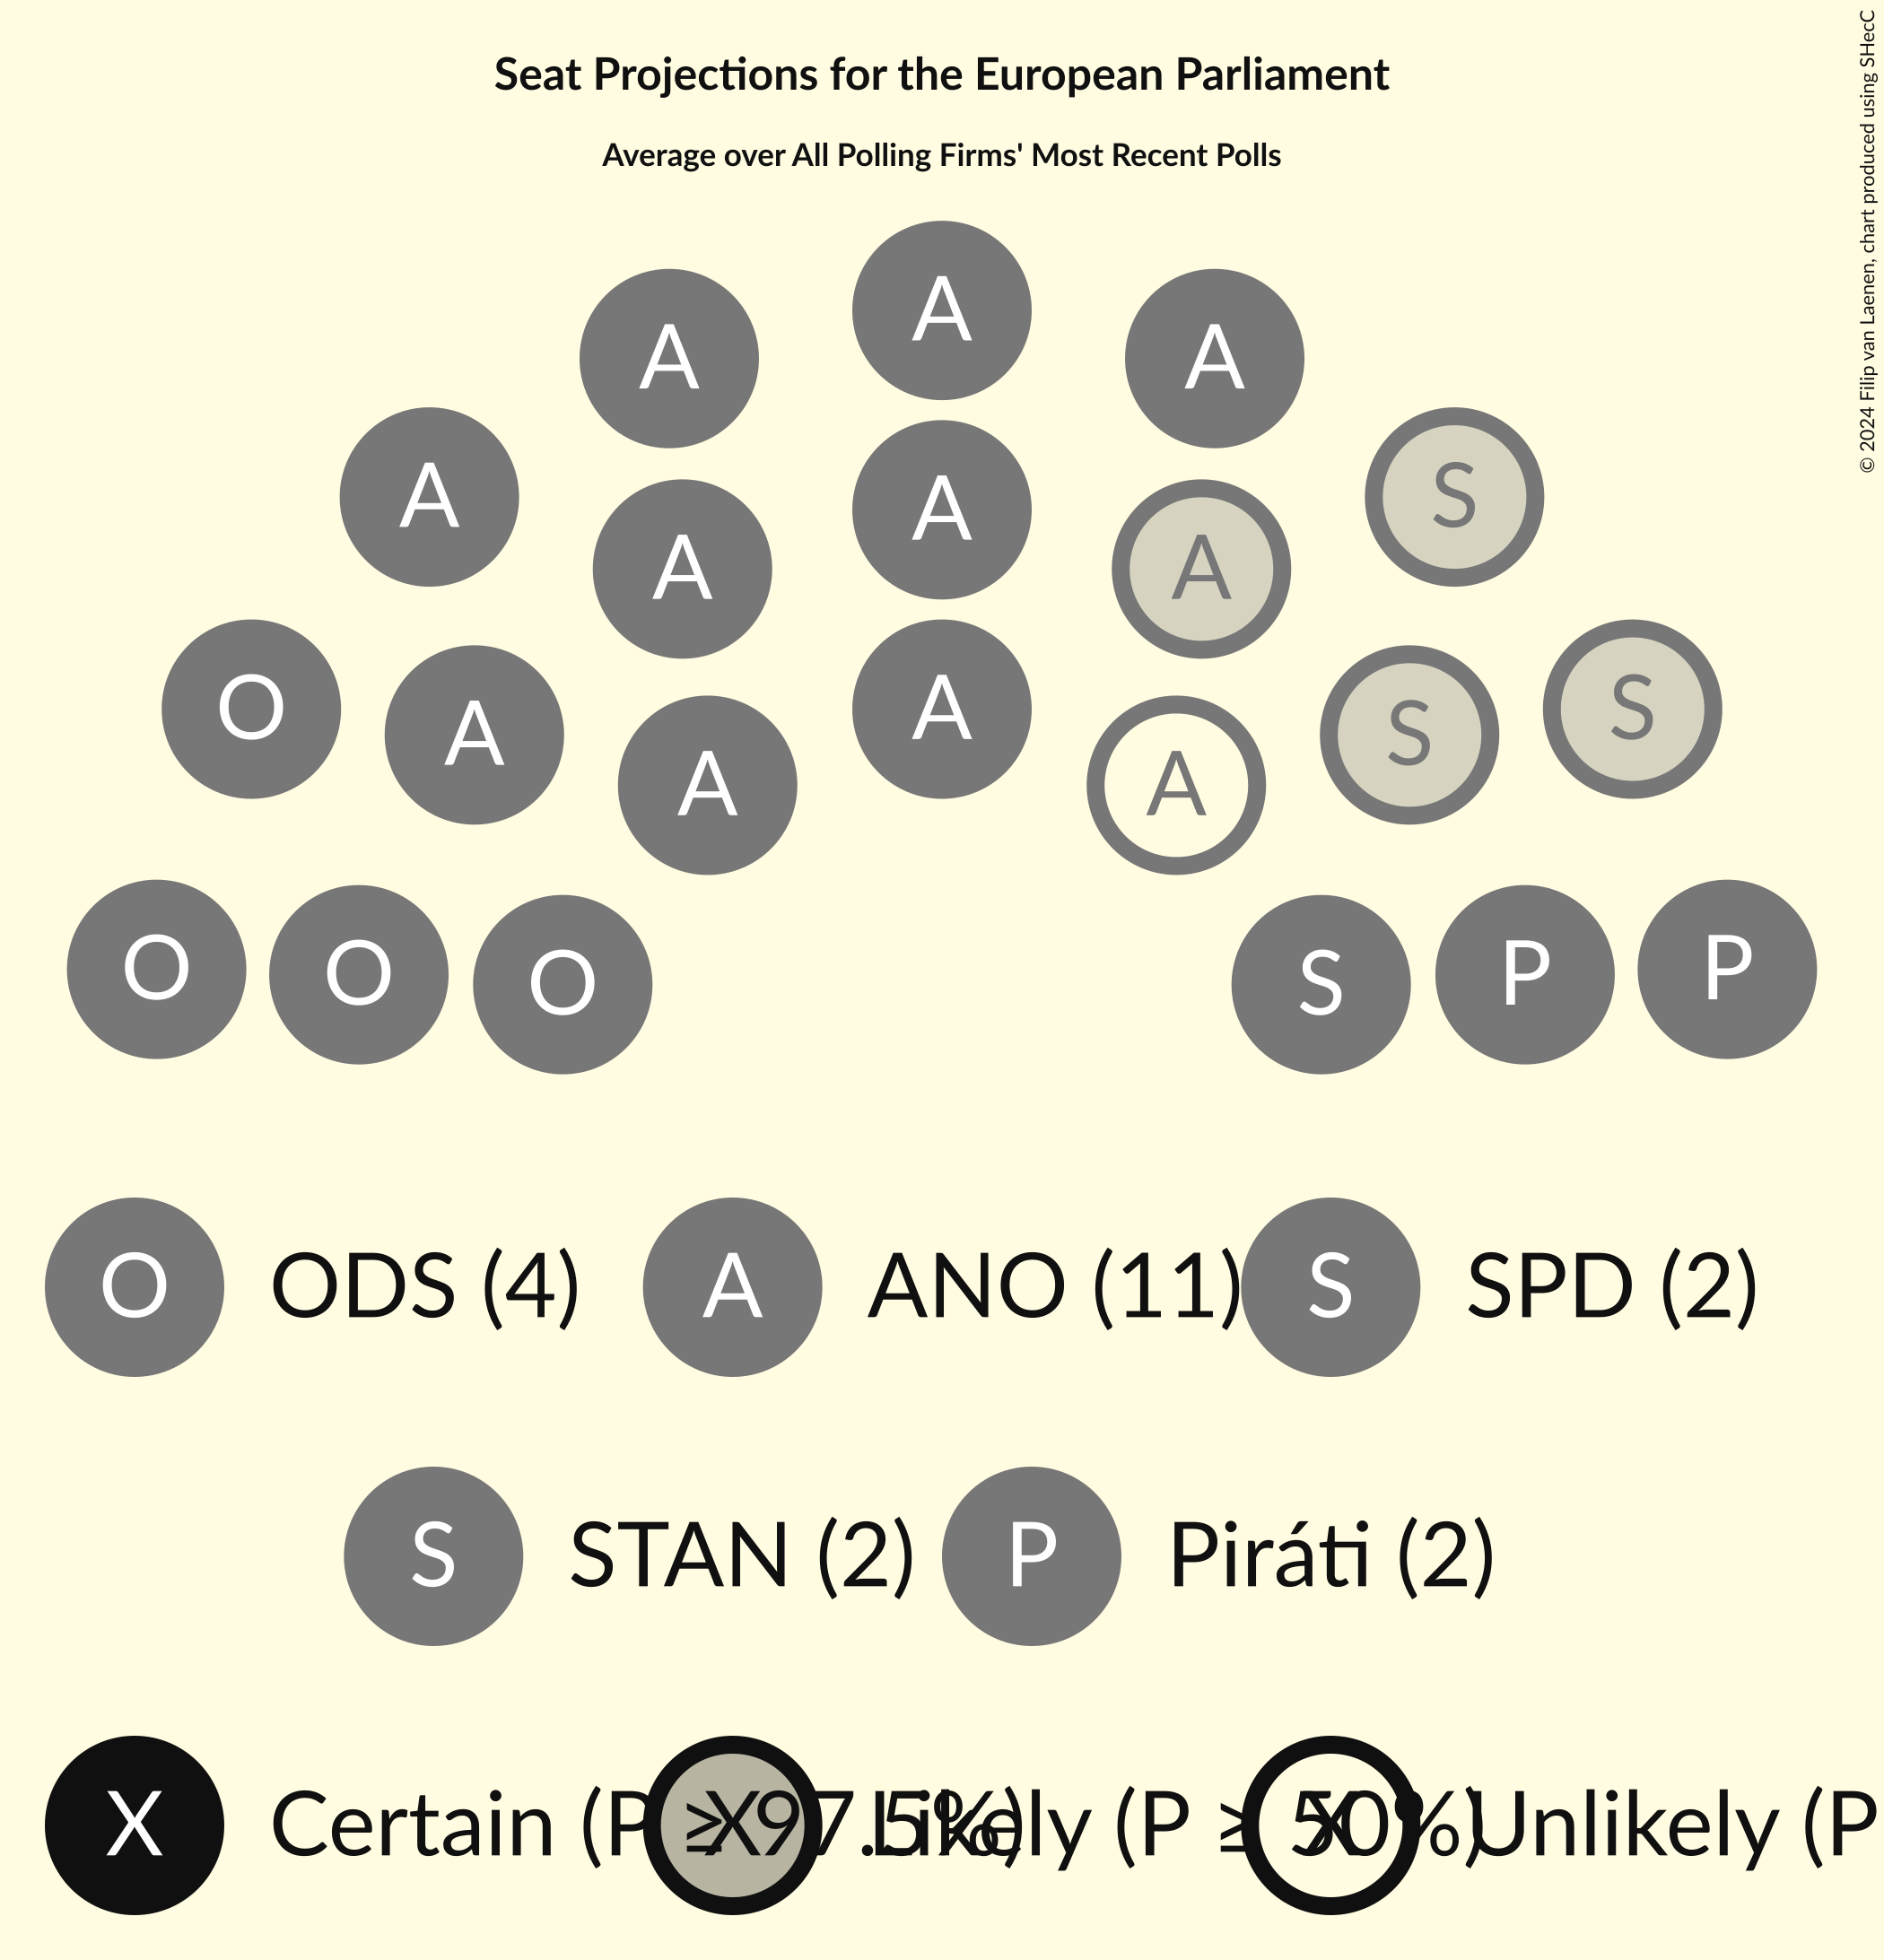 Seat Projections for the European Parliament
Average over All Polling Firms' Most Recent Polls
© 2024 Filip van Laenen, chart produced using SHecC
A
A A
A S
A
A A
O S
A
A S
A A
O P
O P
O S
O ODS (4) A ANO (11) S SPD (2)
S STAN (2) P Piráti (2)
X Certain (P ≥ 97.5%) X Likely (P ≥ 50%) X Unlikely (P